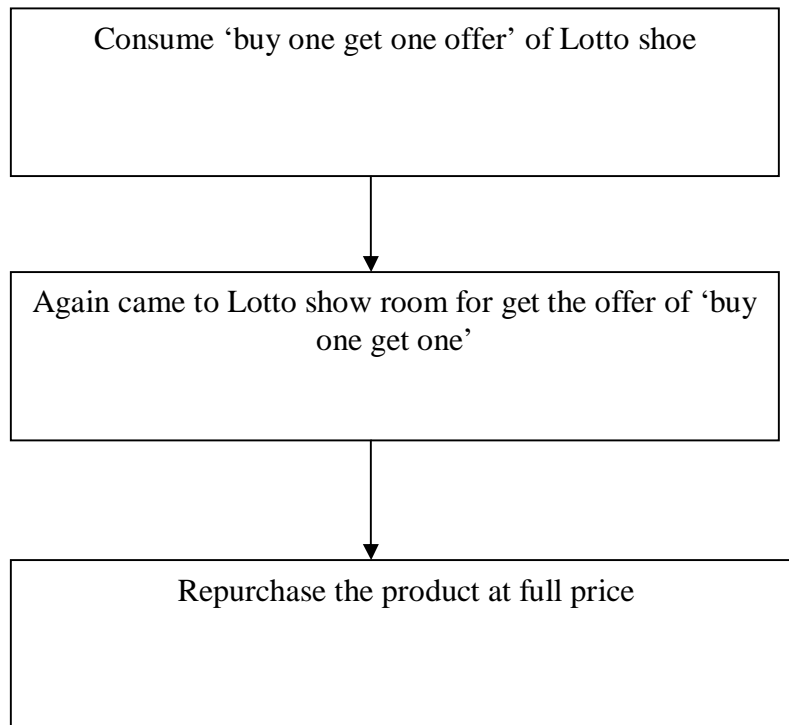 Consume ‘buy one get one offer’ of Lotto shoe
Again came to Lotto show room for get the offer of ‘buy
one get one’
Repurchase the product at full price